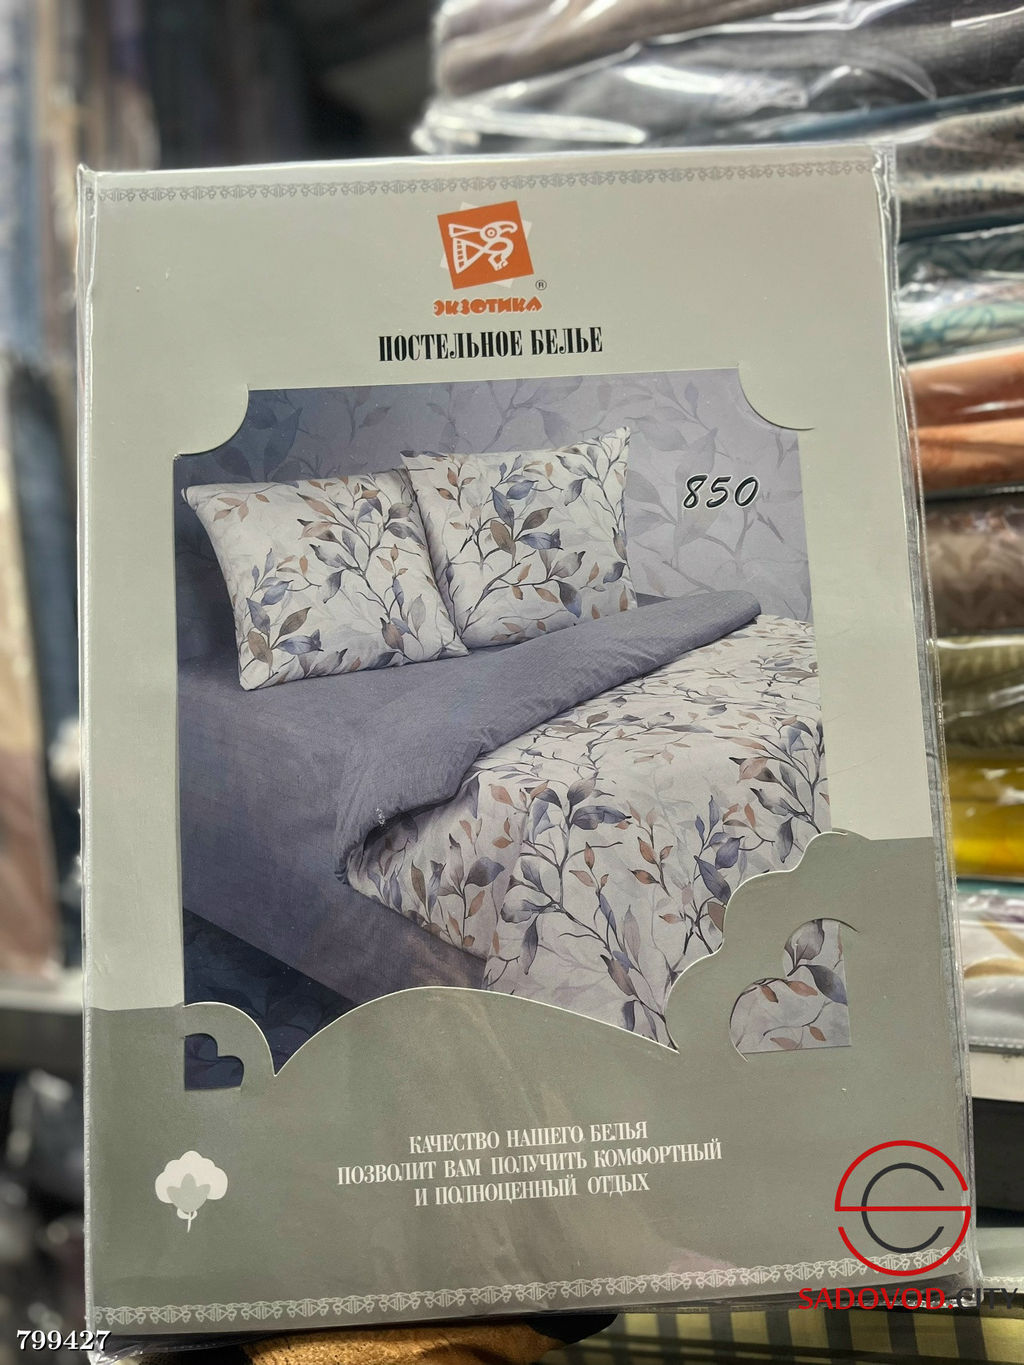 ®
ЭКЗОТИКА
ПОСТЕЛЬНОЕ БЕЛЬЕ
850
КАЧЕСТВО НАШЕГО БЕЛЬЯ
ПОЗВОЛИТ ВАМ ПОЛУЧИТЬ КОМФОРТНЫЙ
И ПОЛНОЦЕННЫЙ ОТДЫХ
SADOVOD.CITY
799427